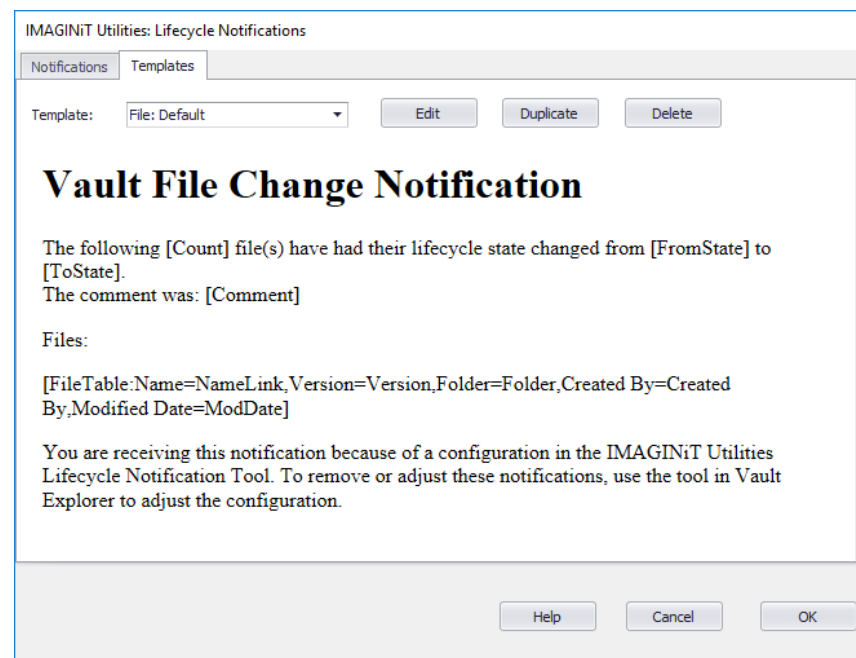 IMAGINiT Utilities: Lifecycle Notifications
Notifications Templates
Template: File: Default Edit Duplicate Delete
Vault File Change Notification
The following [Count] file(s) have had their lifecycle state changed from [FromState] to
[ToState].
The comment was: [Comment]
Files:
[FileTable:Name=NameLink,Version=Version,Folder=Folder,Created By=Created
By,Modified Date=ModDate]
You are receiving this notification because of a configuration in the IMAGINiT Utilities
Lifecycle Notification Tool. To remove or adjust these notifications, use the tool in Vault
Explorer to adjust the configuration.
Help Cancel OK